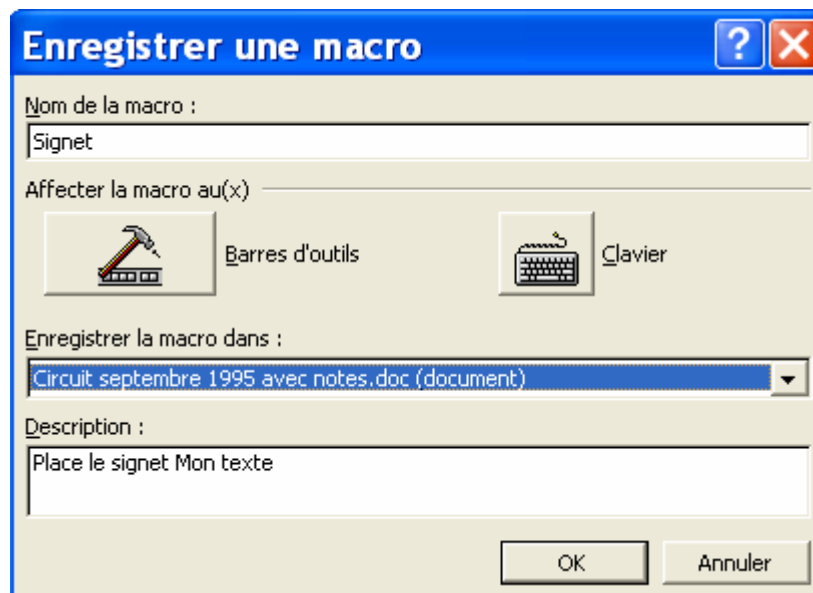 Enregistrer une macro
Nom de la macro :
Signet
Affecter la macro au(x)
Barres d'outils
Clavier
Enregistrer la macro dans :
Circuit septembre 1995 avec notes.doc (document)
Description :
Place le signet Mon texte
OK
Annuler